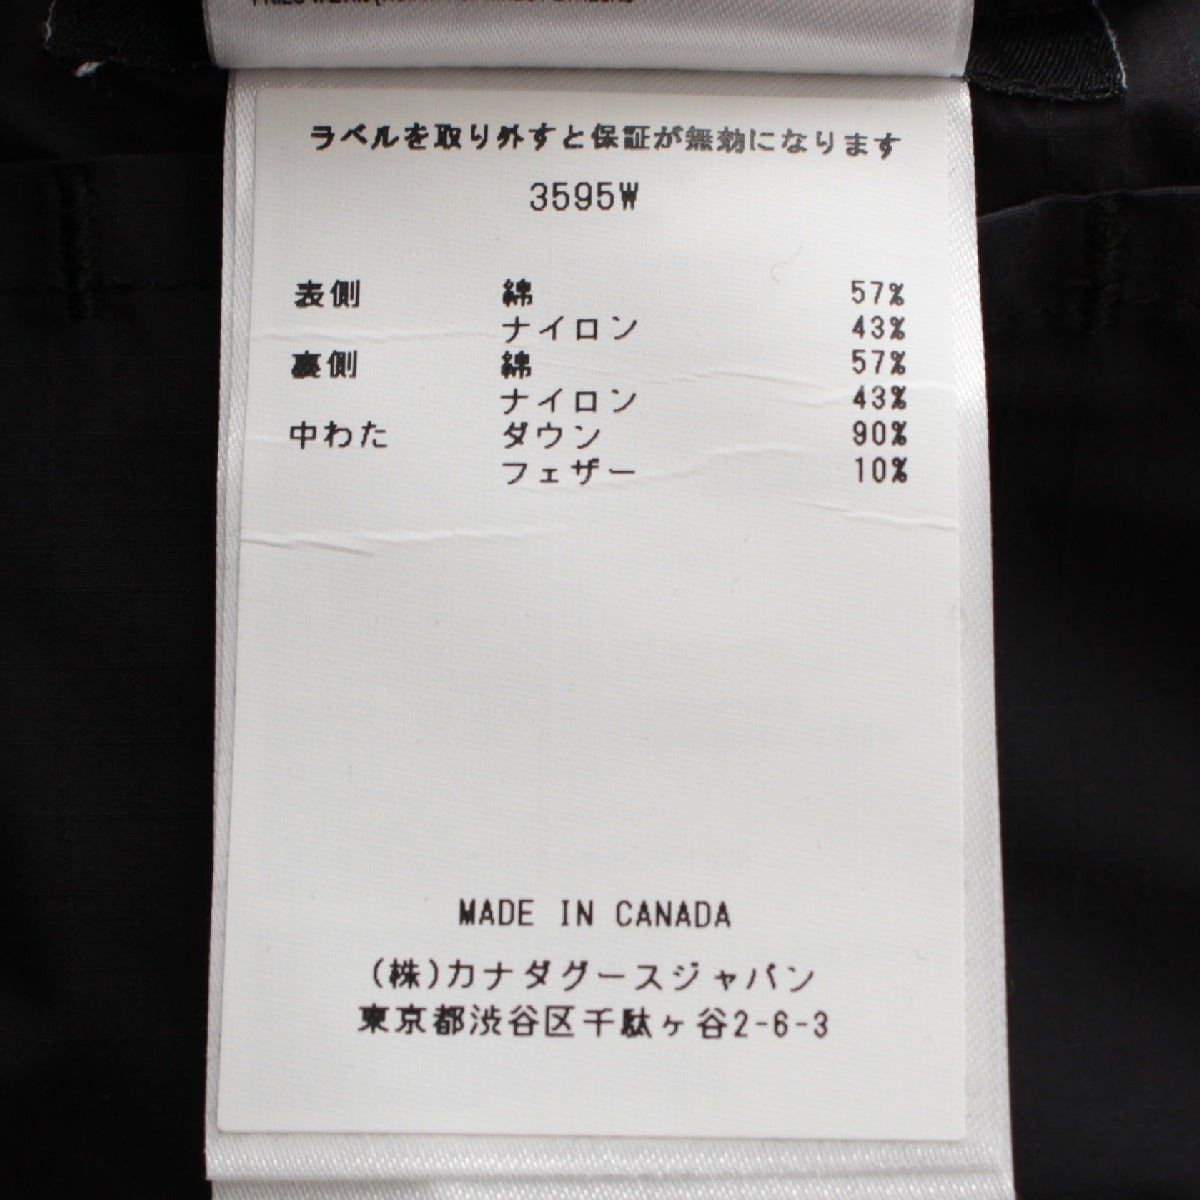 ラベルを取り外すと保証が無効になります
3595W
表側 綿 57%
ナイロン 43%
裏側 綿 57%
ナイロン 43%
中わた ダウン 90%
フェザー 10%
MADE IN CANADA
(株)カナダグースジャパン
東京都渋谷区千駄ヶ谷2-6-3